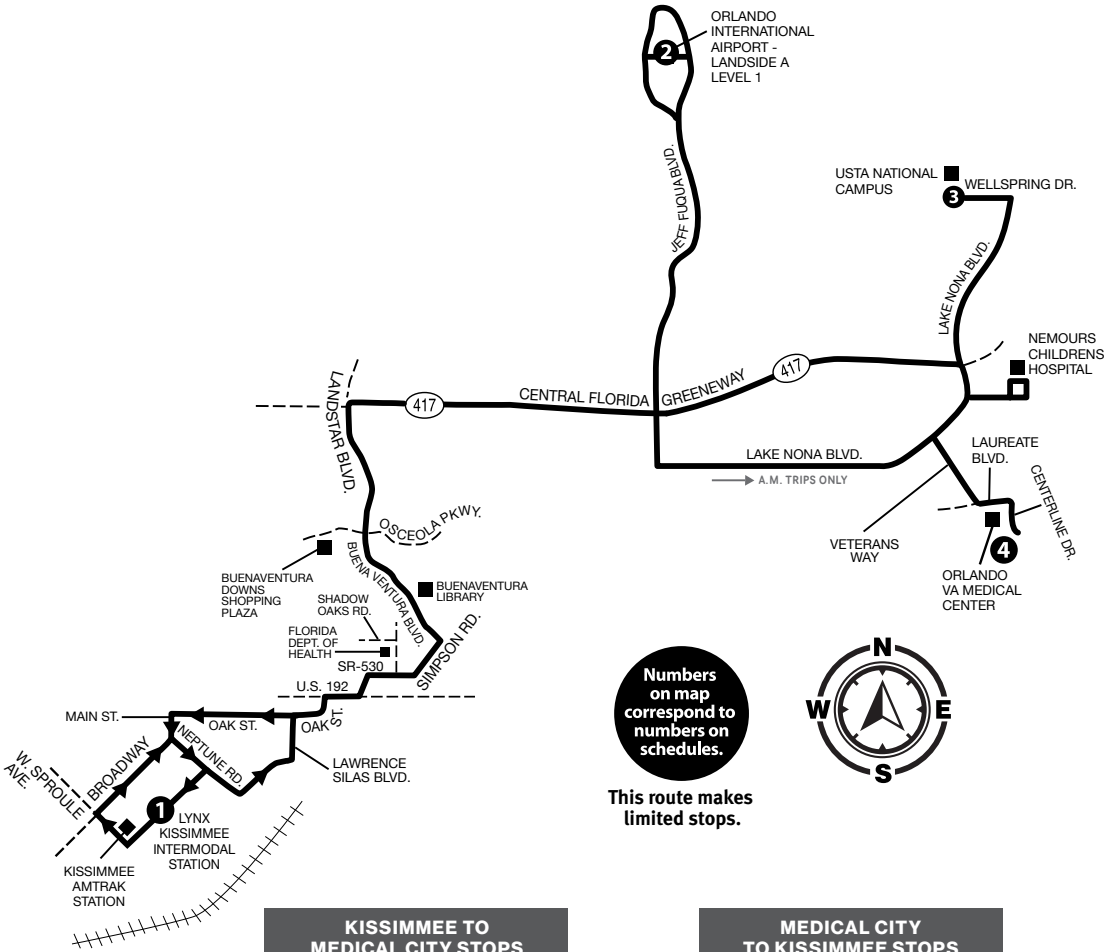 ORLANDO
INTERNATIONAL
AIRPORT -
LANDSIDE A
LEVEL 1
2
JEFF FUQUA BLVD.
USTA NATIONAL
CAMPUS
3
WELLSPRING DR.
LAKE NONA BLVD.
NEMOURS
CHILDRENS
HOSPITAL
417
CENTRAL FLORIDA GREENEWAY
417
LANDSTAR BLVD.
LAKE NONA BLVD.
A.M. TRIPS ONLY
LAUREATE
BLVD.
CENTERLINE DR.
VETERANS
WAY
4
ORLANDO
VA MEDICAL
CENTER
OSCEOLA PKWY.
BUENA VENTURA BLVD.
BUENAVENTURA
DOWNS
SHOPPING
PLAZA
BUENAVENTURA
LIBRARY
SHADOW
OAKS RD.
FLORIDA
DEPT. OF
HEALTH
SIMPSON RD.
SR-530
U.S. 192
MAIN ST.
OAK ST.
OAK ST.
NEPTUNE RD.
BROADWAY
W. SPROULE
AVE.
LAWRENCE
SILAS BLVD.
1
LYNX
KISSIMMEE
INTERMODAL
STATION
KISSIMMEE
AMTRAK
STATION
Numbers
on map
correspond to
numbers on
schedules.
This route makes
limited stops.
N
W
E
S
KISSIMMEE TO
MEDICAL CITY STOPS
MEDICAL CITY
TO KISSIMMEE STOPS